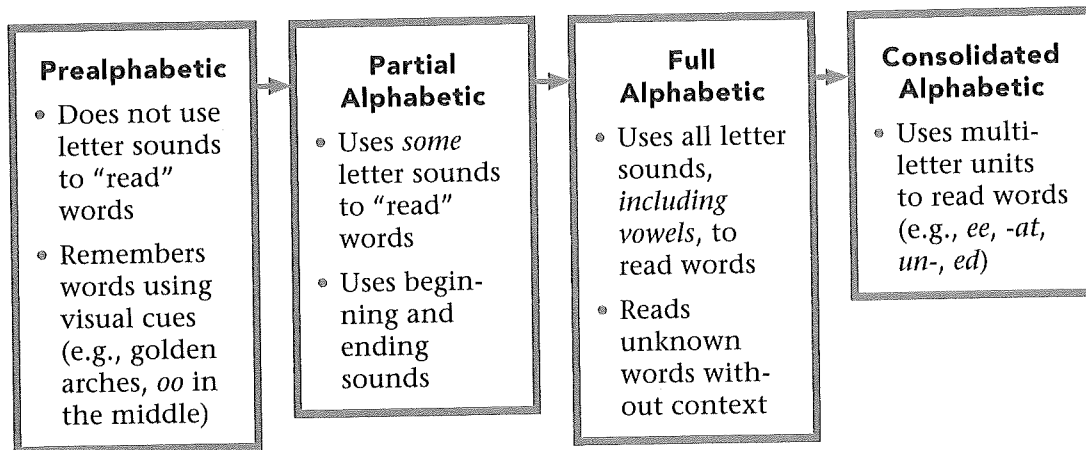 Prealphabetic
• Does not use
letter sounds
to “read”
words
• Remembers
words using
visual cues
(e.g., golden
arches, oo in
the middle)
Partial
Alphabetic
• Uses some
letter sounds
to “read”
words
• Uses begin-
ning and
ending
sounds
Full
Alphabetic
• Uses all letter
sounds,
including
vowels, to
read words
• Reads
unknown
words with-
out context
Consolidated
Alphabetic
• Uses multi-
letter units
to read words
(e.g., ee, -at,
un-, ed)